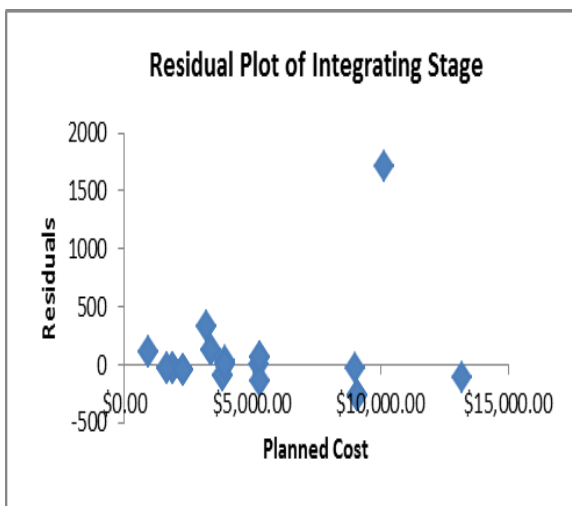 Residual Plot of Integrating Stage
2000
1500
1000
500
0
-500
$0.00 $5,000.00 $10,000.00 $15,000.00
Residuals
Planned Cost